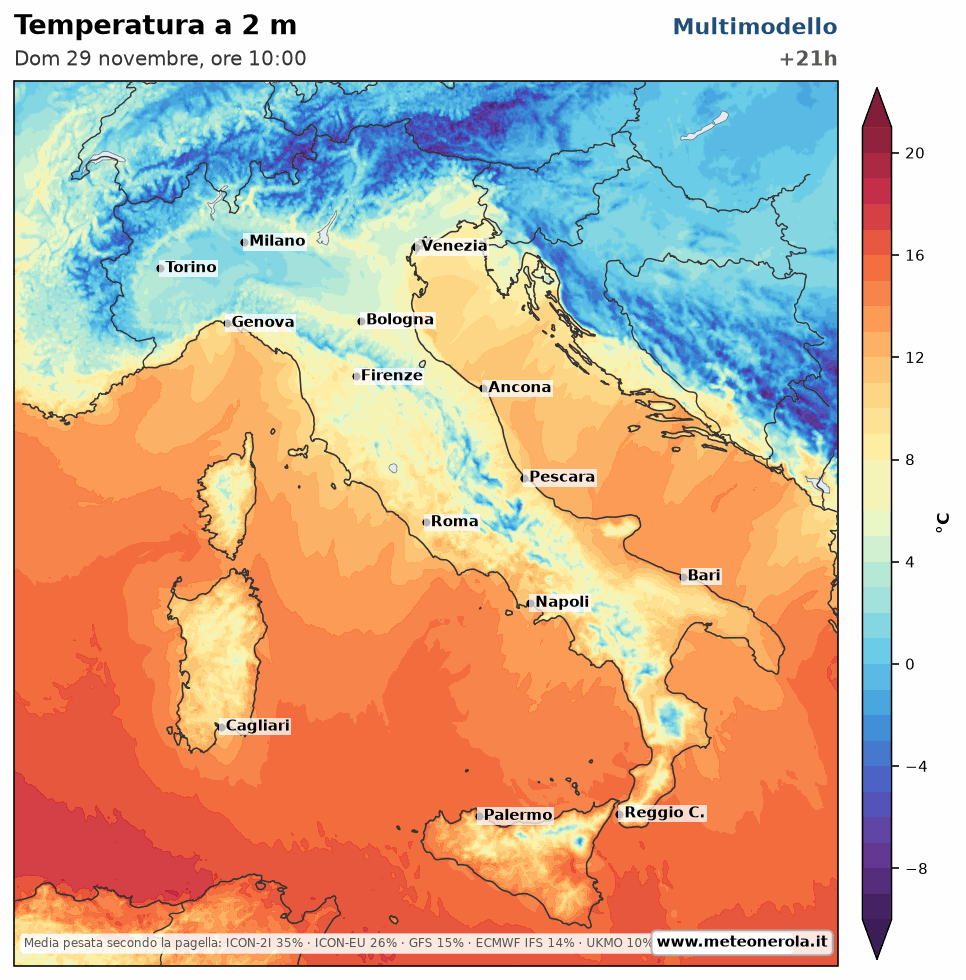 Temperatura a 2 m
Multimodello
Dom 29 novembre, ore 10:00
+21h
Milano
Venezia
Torino
Genova
Bologna
Firenze
Ancona
Pescara
Roma
Bari
Napoli
Cagliari
Palermo
Reggio C.
20
16
12
8
4
0
−4
−8
°C
Media pesata secondo la pagella: ICON-2I 35% · ICON-EU 26% · GFS 15% · ECMWF IFS 14% · UKMO 10%
www.meteonerola.it